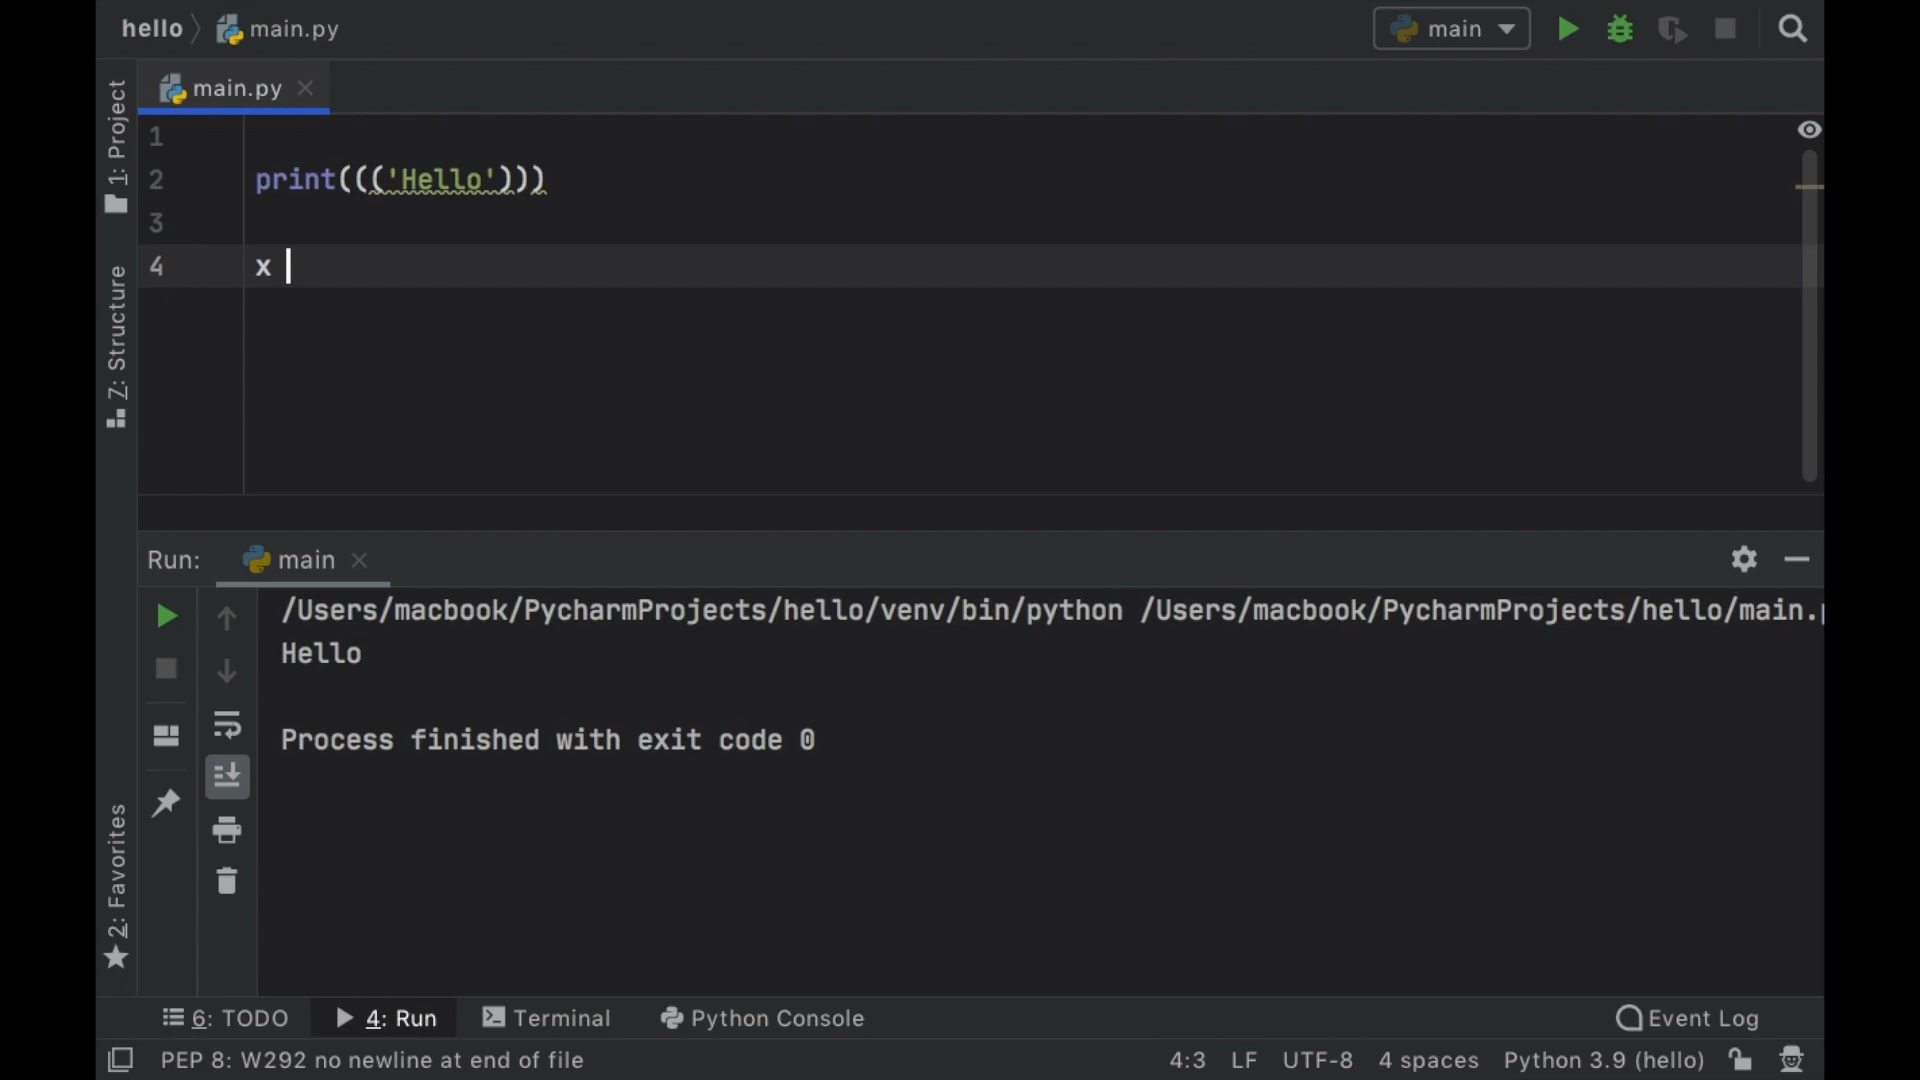 hello main.py
main
main.py
1: Project
7: Structure
2: Favorites
1
2 print((('Hello')))
3
4 x
Run: main
/Users/macbook/PycharmProjects/hello/venv/bin/python /Users/macbook/PycharmProjects/hello/main.p
Hello
Process finished with exit code 0
6: TODO 4: Run Terminal Python Console Event Log
PEP 8: W292 no newline at end of file 4:3 LF UTF-8 4 spaces Python 3.9 (hello)